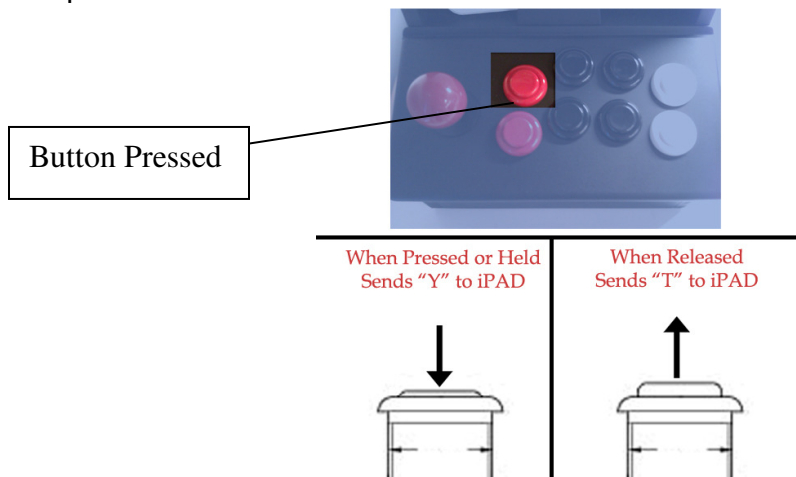 Button Pressed
When Pressed or Held
Sends “Y” to iPAD
When Released
Sends “T” to iPAD